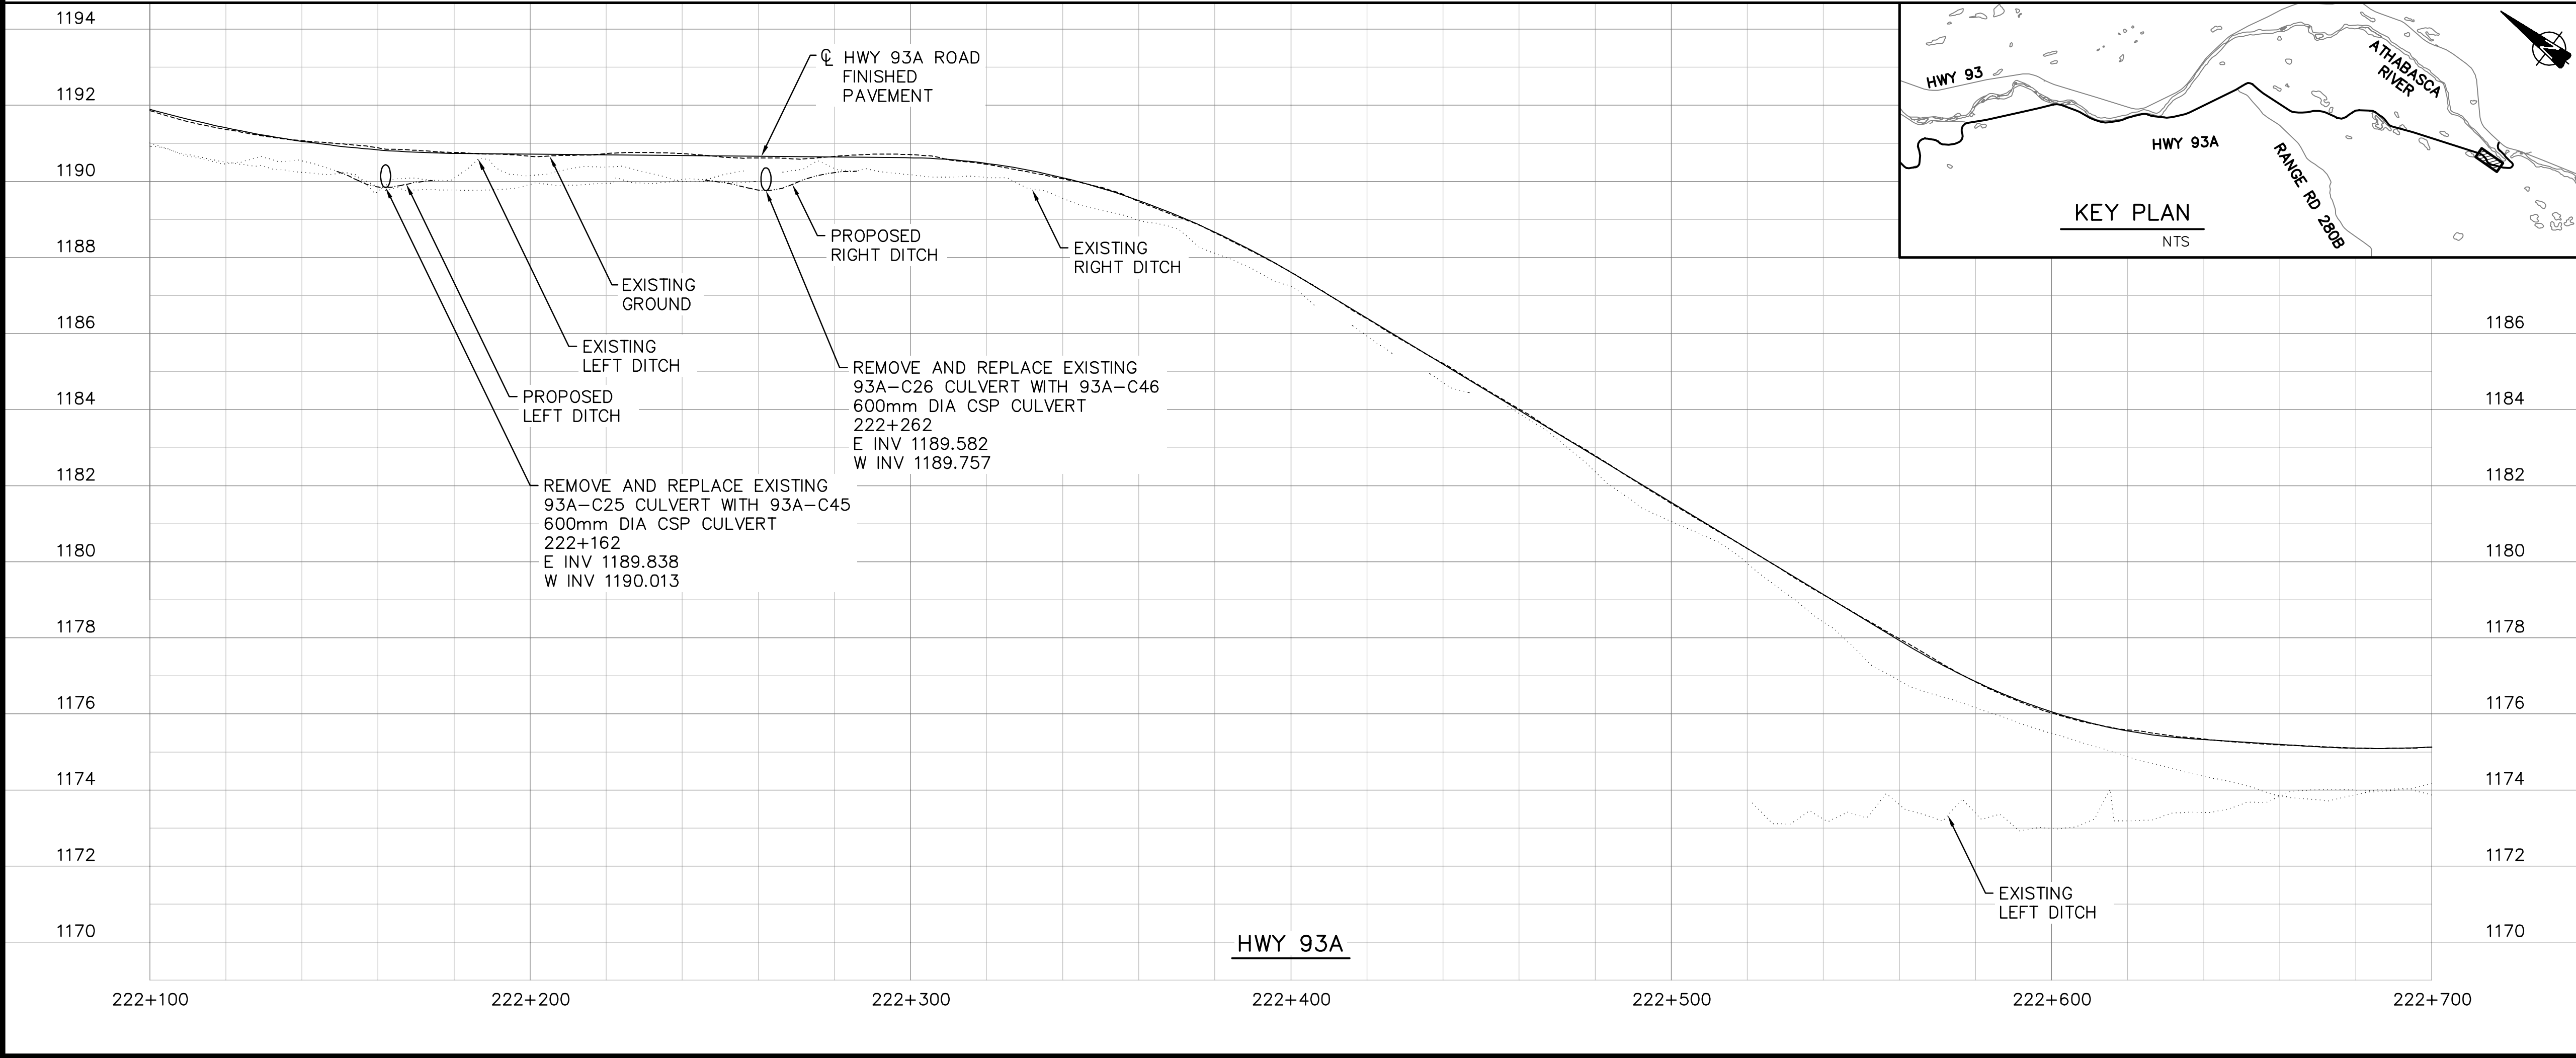 1194
1192
1190
1188
1186
1184
1182
1180
1178
1176
1174
1172
1170
℄ HWY 93A ROAD
FINISHED
PAVEMENT
PROPOSED
RIGHT DITCH
EXISTING
RIGHT DITCH
EXISTING
GROUND
EXISTING
LEFT DITCH
PROPOSED
LEFT DITCH
REMOVE AND REPLACE EXISTING
93A-C26 CULVERT WITH 93A-C46
600mm DIA CSP CULVERT
222+262
E INV 1189.582
W INV 1189.757
REMOVE AND REPLACE EXISTING
93A-C25 CULVERT WITH 93A-C45
600mm DIA CSP CULVERT
222+162
E INV 1189.838
W INV 1190.013
EXISTING
LEFT DITCH
HWY 93
ATHABASCA
RIVER
HWY 93A
RANGE RD 280B
N
KEY PLAN
NTS
1186
1184
1182
1180
1178
1176
1174
1172
1170
HWY 93A
222+100
222+200
222+300
222+400
222+500
222+600
222+700